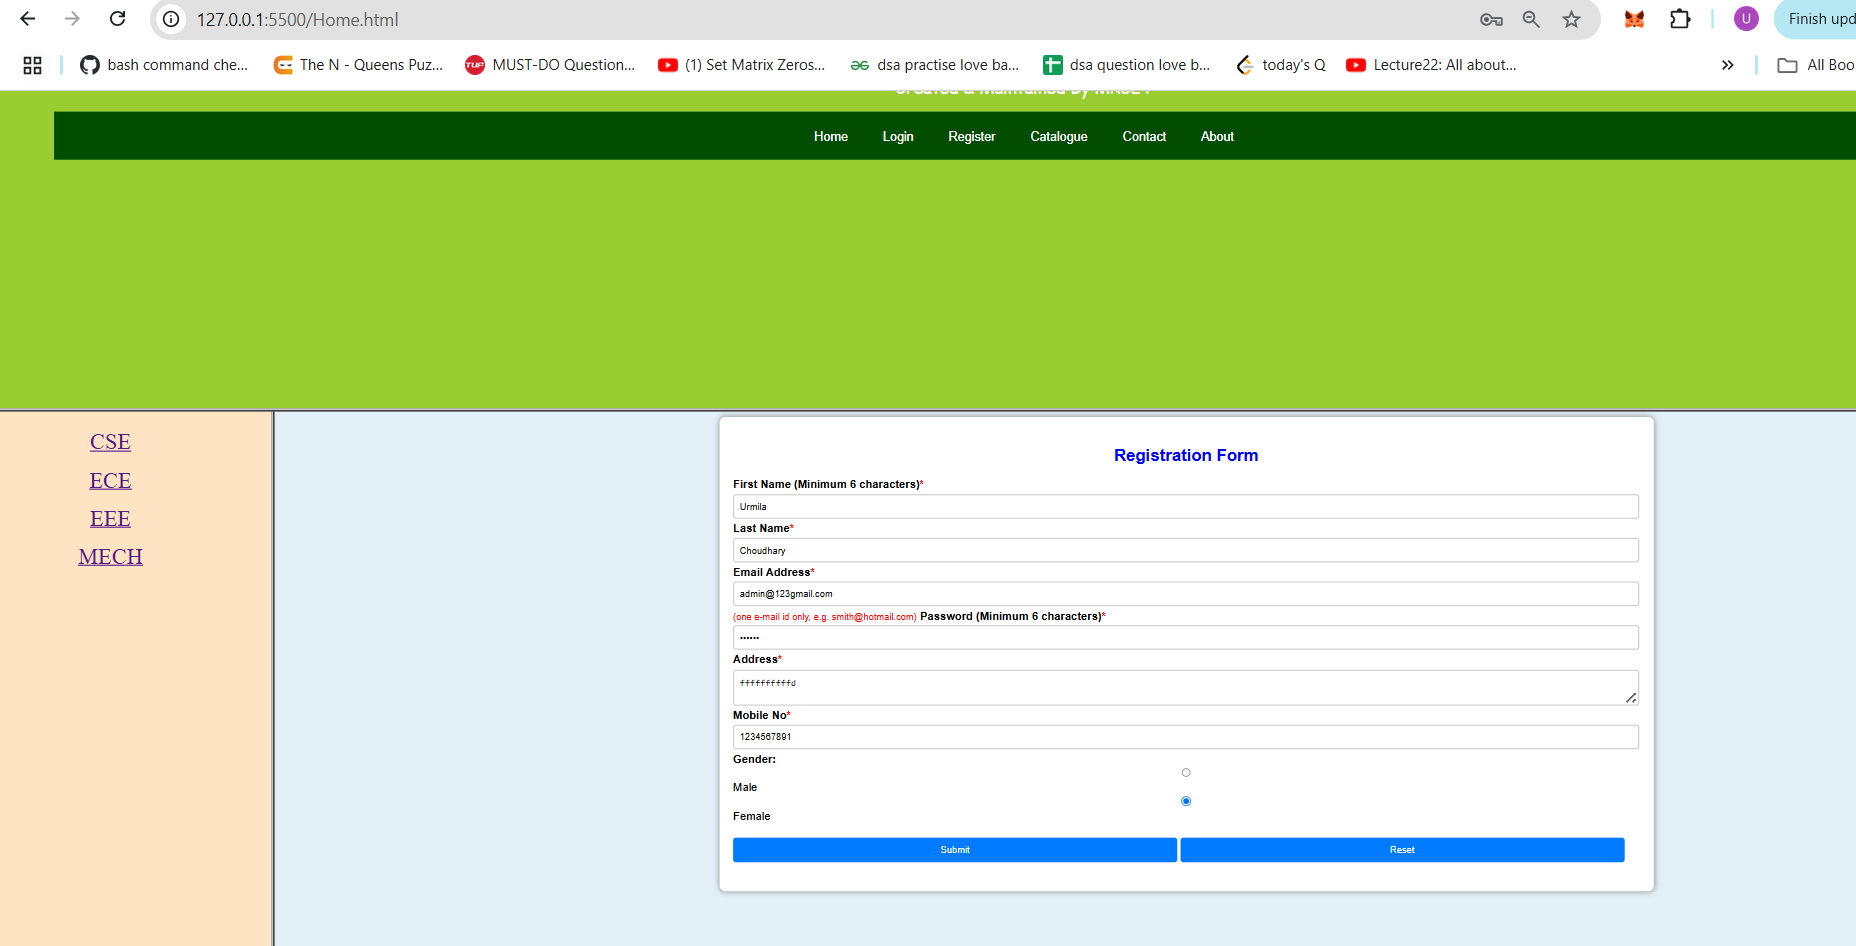 127.0.0.1:5500/Home.html
U
Finish upd
bash command che...
The N - Queens Puz...
TUF
MUST-DO Question...
(1) Set Matrix Zeros...
dsa practise love ba...
dsa question love b...
today's Q
Lecture22: All about...
»
All Boo
Home Login Register Catalogue Contact About
CSE
ECE
EEE
MECH
Registration Form
First Name (Minimum 6 characters)*
Urmila
Last Name*
Choudhary
Email Address*
admin@123gmail.com
(one e-mail id only, e.g. smith@hotmail.com) Password (Minimum 6 characters)*
••••••
Address*
ffffffffffd
Mobile No*
1234567891
Gender:
Male
Female
Submit Reset